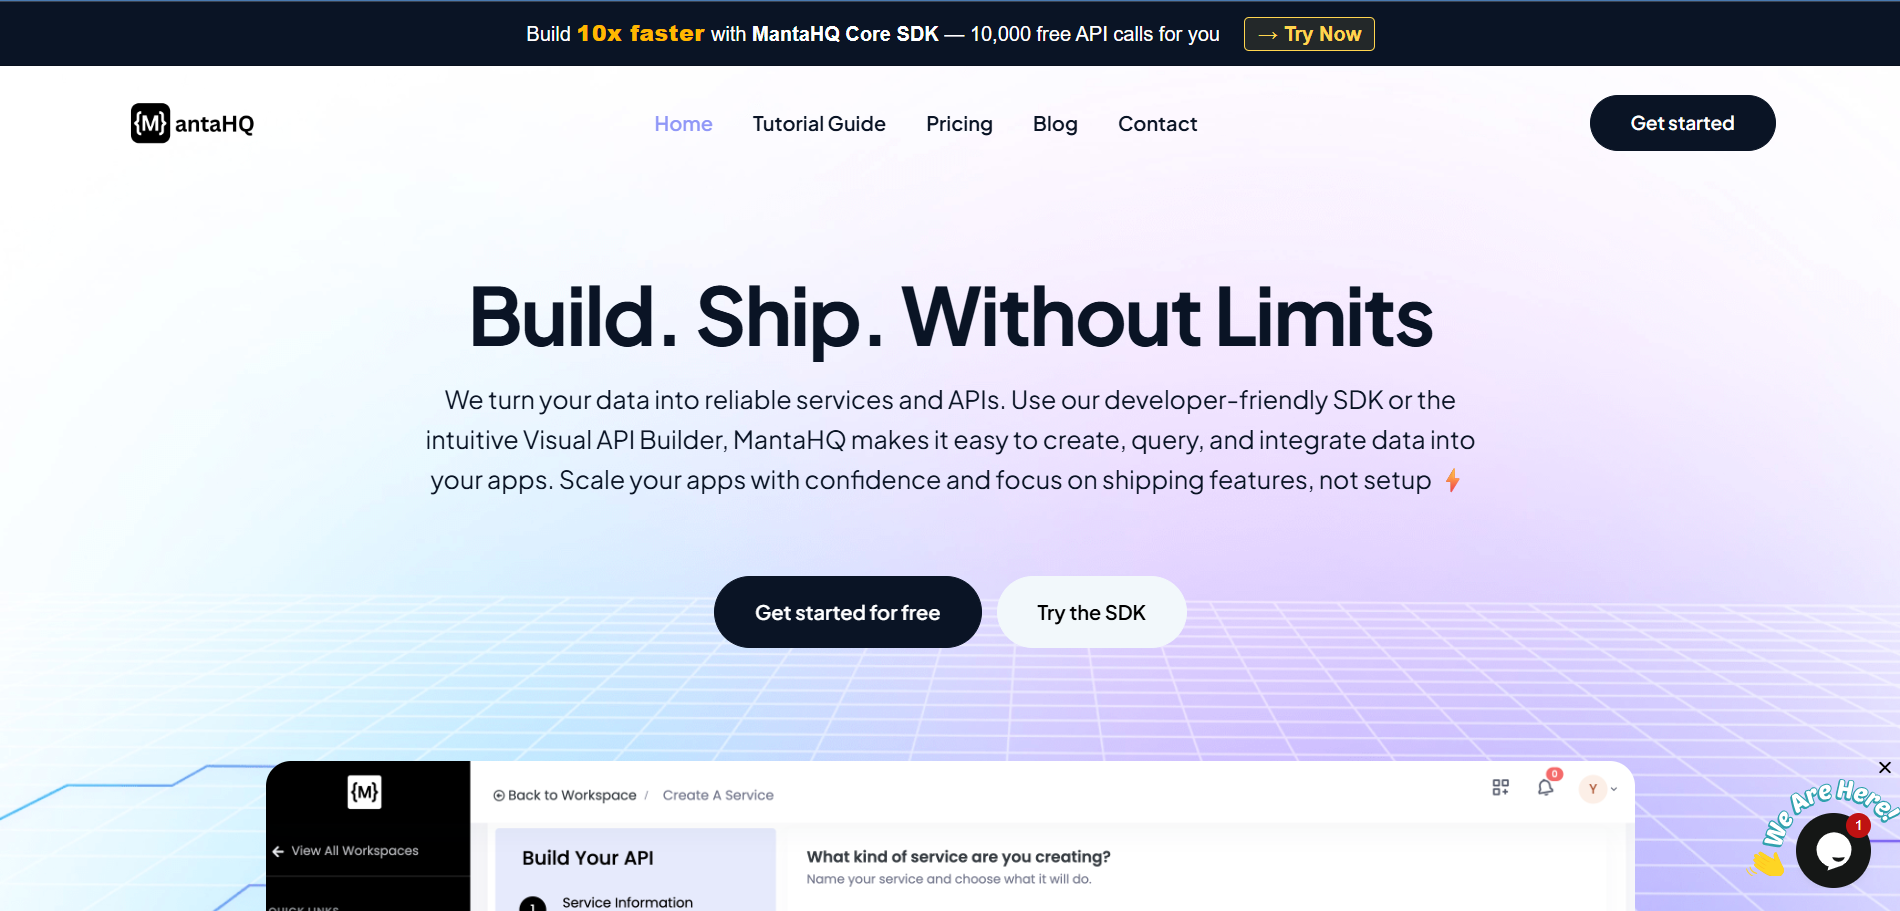 Build 10x faster with MantaHQ Core SDK — 10,000 free API calls for you → Try Now
{M} antaHQ
Home Tutorial Guide Pricing Blog Contact
Get started
Build. Ship. Without Limits
We turn your data into reliable services and APIs. Use our developer-friendly SDK or the
intuitive Visual API Builder, MantaHQ makes it easy to create, query, and integrate data into
your apps. Scale your apps with confidence and focus on shipping features, not setup ⚡
Get started for free
Try the SDK
{M}
Back to Workspace / Create A Service
0
Y
View All Workspaces
QUICK LINKS
Build Your API
1 Service Information
What kind of service are you creating?
Name your service and choose what it will do.
We Are Here!
1